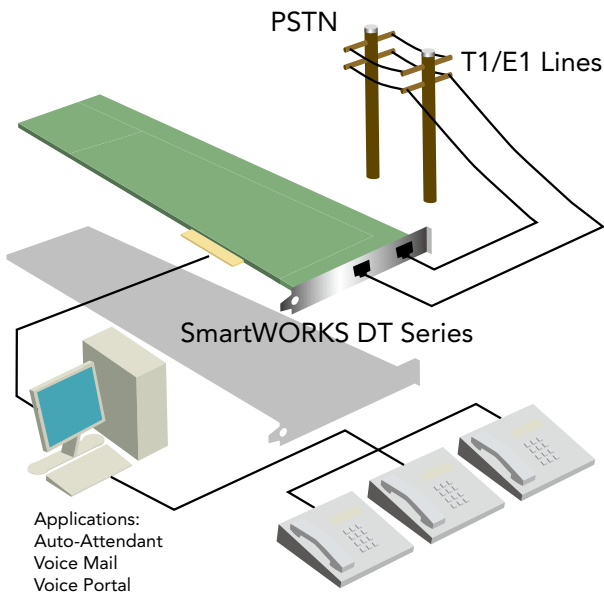 PSTN
T1/E1 Lines
SmartWORKS DT Series
Applications:
Auto-Attendant
Voice Mail
Voice Portal